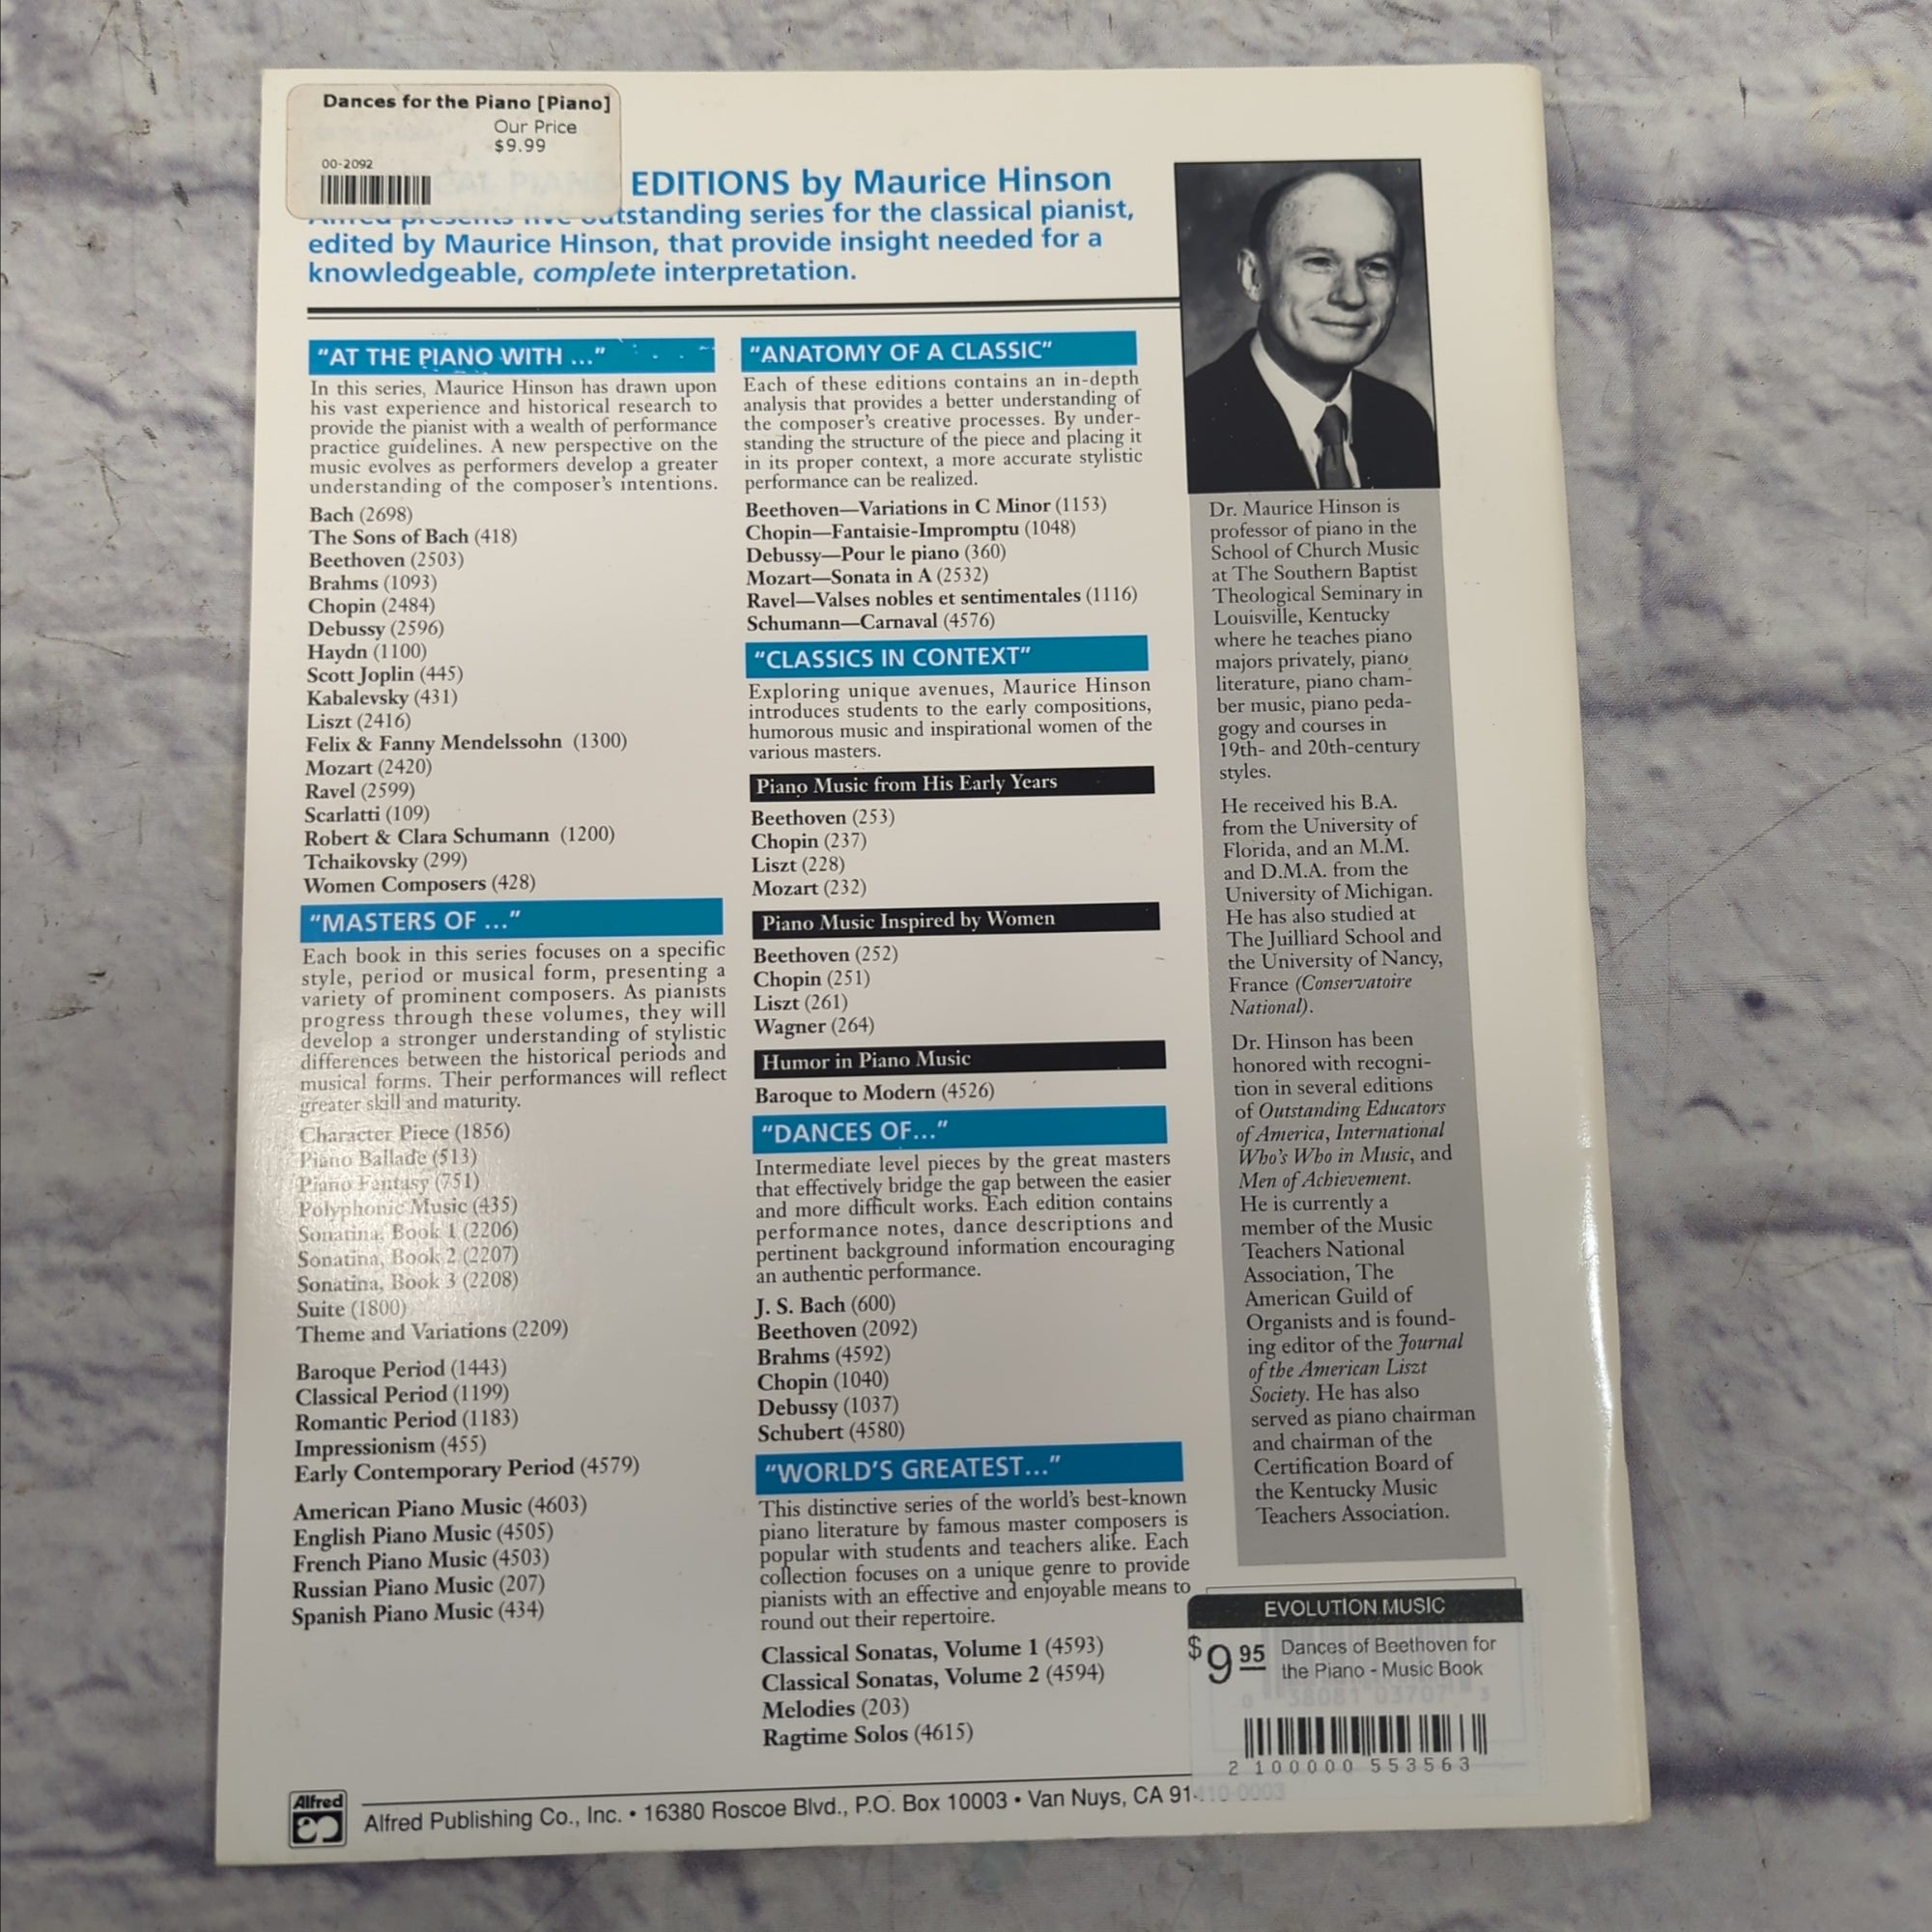 Dances for the Piano [Piano]
Our Price
$9.99
00-2092
EDITIONS by Maurice Hinson
Alfred presents five outstanding series for the classical pianist,
edited by Maurice Hinson, that provide insight needed for a
knowledgeable, complete interpretation.
"AT THE PIANO WITH ..."
In this series, Maurice Hinson has drawn upon
his vast experience and historical research to
provide the pianist with a wealth of performance
practice guidelines. A new perspective on the
music evolves as performers develop a greater
understanding of the composer's intentions.
Bach (2698)
The Sons of Bach (418)
Beethoven (2503)
Brahms (1093)
Chopin (2484)
Debussy (2596)
Haydn (1100)
Scott Joplin (445)
Kabalevsky (431)
Liszt (2416)
Felix & Fanny Mendelssohn (1300)
Mozart (2420)
Ravel (2599)
Scarlatti (109)
Robert & Clara Schumann (1200)
Tchaikovsky (299)
Women Composers (428)
"MASTERS OF ..."
Each book in this series focuses on a specific
style, period or musical form, presenting a
variety of prominent composers. As pianists
progress through these volumes, they will
develop a stronger understanding of stylistic
differences between the historical periods and
musical forms. Their performances will reflect
greater skill and maturity.
Character Piece (1856)
Piano Ballade (513)
Piano Fantasy (751)
Polyphonic Music (435)
Sonatina, Book 1 (2206)
Sonatina, Book 2 (2207)
Sonatina, Book 3 (2208)
Suite (1800)
Theme and Variations (2209)
Baroque Period (1443)
Classical Period (1199)
Romantic Period (1183)
Impressionism (455)
Early Contemporary Period (4579)
American Piano Music (4603)
English Piano Music (4505)
French Piano Music (4503)
Russian Piano Music (207)
Spanish Piano Music (434)
"ANATOMY OF A CLASSIC"
Each of these editions contains an in-depth
analysis that provides a better understanding of
the composer's creative processes. By under-
standing the structure of the piece and placing it
in its proper context, a more accurate stylistic
performance can be realized.
Beethoven—Variations in C Minor (1153)
Chopin—Fantaisie-Impromptu (1048)
Debussy—Pour le piano (360)
Mozart—Sonata in A (2532)
Ravel—Valses nobles et sentimentales (1116)
Schumann—Carnaval (4576)
"CLASSICS IN CONTEXT"
Exploring unique avenues, Maurice Hinson
introduces students to the early compositions,
humorous music and inspirational women of the
various masters.
Piano Music from His Early Years
Beethoven (253)
Chopin (237)
Liszt (228)
Mozart (232)
Piano Music Inspired by Women
Beethoven (252)
Chopin (251)
Liszt (261)
Wagner (264)
Humor in Piano Music
Baroque to Modern (4526)
"DANCES OF..."
Intermediate level pieces by the great masters
that effectively bridge the gap between the easier
and more difficult works. Each edition contains
performance notes, dance descriptions and
pertinent background information encouraging
an authentic performance.
J. S. Bach (600)
Beethoven (2092)
Brahms (4592)
Chopin (1040)
Debussy (1037)
Schubert (4580)
"WORLD'S GREATEST..."
This distinctive series of the world's best-known
piano literature by famous master composers is
popular with students and teachers alike. Each
collection focuses on a unique genre to provide
pianists with an effective and enjoyable means to
round out their repertoire.
Classical Sonatas, Volume 1 (4593)
Classical Sonatas, Volume 2 (4594)
Melodies (203)
Ragtime Solos (4615)
Dr. Maurice Hinson is
professor of piano in the
School of Church Music
at The Southern Baptist
Theological Seminary in
Louisville, Kentucky
where he teaches piano
majors privately, piano
literature, piano cham-
ber music, piano peda-
gogy and courses in
19th- and 20th-century
styles.
He received his B.A.
from the University of
Florida, and an M.M.
and D.M.A. from the
University of Michigan.
He has also studied at
The Juilliard School and
the University of Nancy,
France (Conservatoire
National).
Dr. Hinson has been
honored with recogni-
tion in several editions
of Outstanding Educators
of America, International
Who's Who in Music, and
Men of Achievement.
He is currently a
member of the Music
Teachers National
Association, The
American Guild of
Organists and is found-
ing editor of the Journal
of the American Liszt
Society. He has also
served as piano chairman
and chairman of the
Certification Board of
the Kentucky Music
Teachers Association.
EVOLUTION MUSIC
$9.95 Dances of Beethoven for
the Piano - Music Book
0 38081 03707 5
2 100000 553563
Alfred
Alfred Publishing Co., Inc. • 16380 Roscoe Blvd., P.O. Box 10003 • Van Nuys, CA 91410-0003